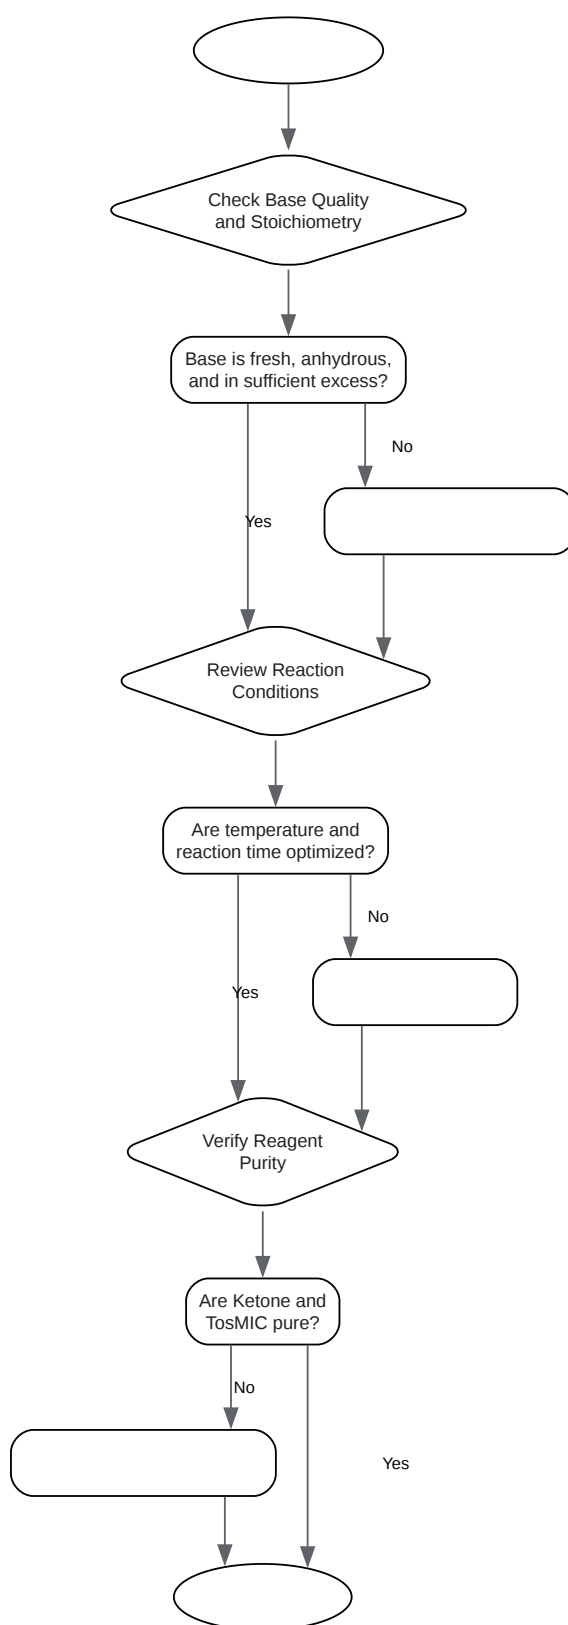 Check Base Quality
and Stoichiometry
Base is fresh, anhydrous,
and in sufficient excess?
No
Yes
Review Reaction
Conditions
Are temperature and
reaction time optimized?
No
Yes
Verify Reagent
Purity
Are Ketone and
TosMIC pure?
No
Yes